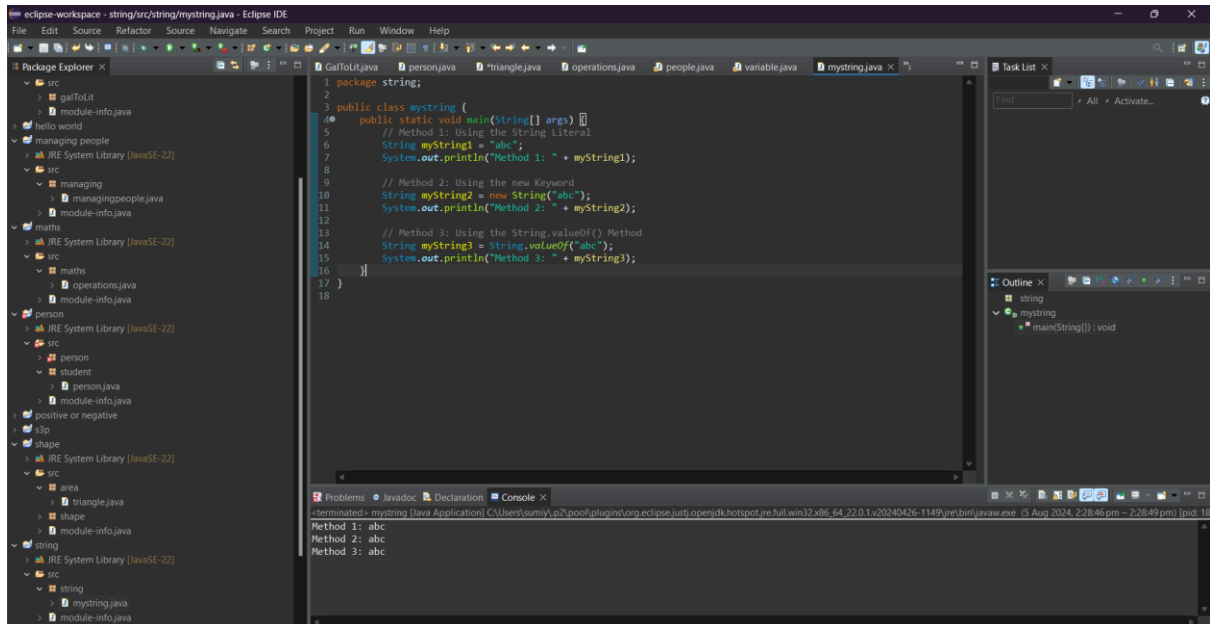 eclipse-workspace - string/src/string/mystring.java - Eclipse IDE
File Edit Source Refactor Source Navigate Search Project Run Window Help
Package Explorer
src
galToLit
module-info.java
hello world
managing people
JRE System Library [JavaSE-22]
src
managing
managingpeople.java
module-info.java
maths
JRE System Library [JavaSE-22]
src
maths
operations.java
module-info.java
person
JRE System Library [JavaSE-22]
src
person
student
person.java
module-info.java
positive or negative
s3p
shape
JRE System Library [JavaSE-22]
src
area
triangle.java
shape
module-info.java
string
JRE System Library [JavaSE-22]
src
string
mystring.java
module-info.java
GalToLit.java person.java *triangle.java operations.java people.java variable.java mystring.java
1 package string;
2
3 public class mystring {
4 public static void main(String[] args) {
5 // Method 1: Using the String Literal
6 String myString1 = "abc";
7 System.out.println("Method 1: " + myString1);
8
9 // Method 2: Using the new Keyword
10 String myString2 = new String("abc");
11 System.out.println("Method 2: " + myString2);
12
13 // Method 3: Using the String.valueOf() Method
14 String myString3 = String.valueOf("abc");
15 System.out.println("Method 3: " + myString3);
16 }
17 }
18
Problems Javadoc Declaration Console
<terminated> mystring [Java Application] C:\Users\sumiy\.p2\pool\plugins\org.eclipse.justj.openjdk.hotspot.jre.full.win32.x86_64_22.0.1.v20240426-1149\jre\bin\javaw.exe (5 Aug 2024, 2:28:46 pm – 2:28:49 pm) [pid: 18
Method 1: abc
Method 2: abc
Method 3: abc
Task List
Find All Activate...
Outline
string
mystring
main(String[]) : void